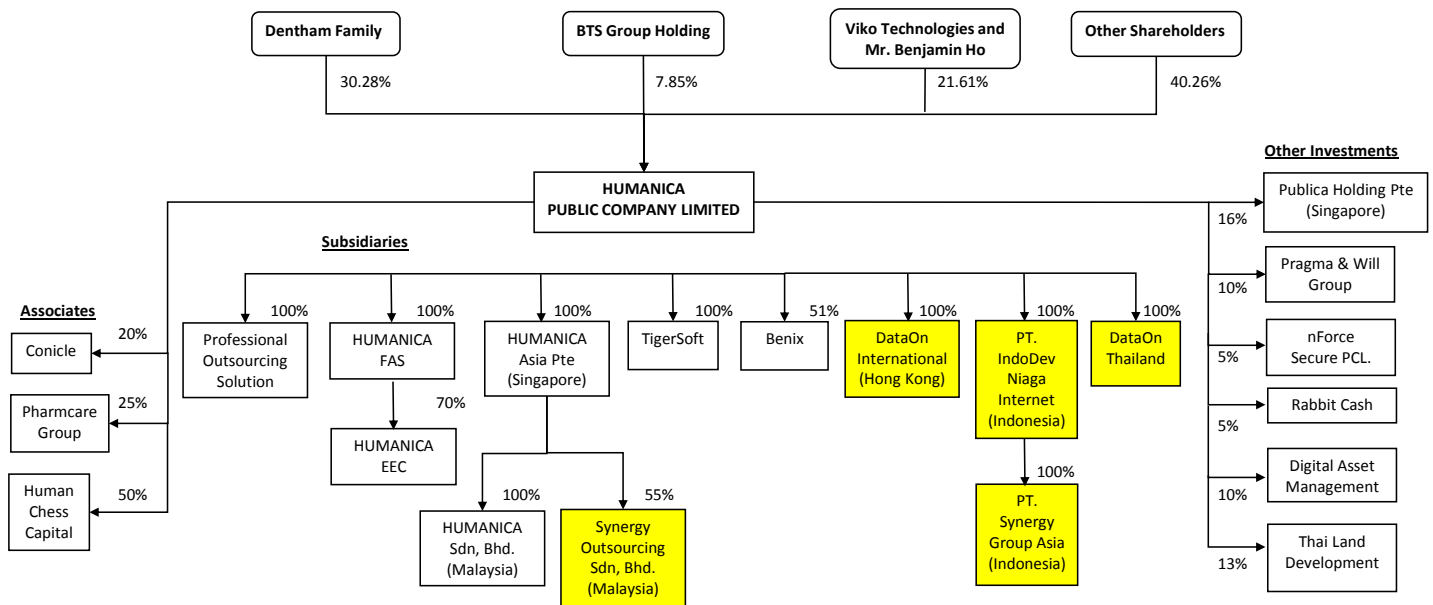 Dentham Family
BTS Group Holding
Viko Technologies and
Mr. Benjamin Ho
Other Shareholders
30.28%
7.85%
21.61%
40.26%
HUMANICA
PUBLIC COMPANY LIMITED
Other Investments
Publica Holding Pte
(Singapore)
16%
Pragma & Will
Group
10%
nForce
Secure PCL.
5%
Rabbit Cash
5%
Digital Asset
Management
10%
Thai Land
Development
13%
Subsidiaries
100%
Professional
Outsourcing
Solution
100%
HUMANICA
FAS
70%
HUMANICA
EEC
100%
HUMANICA
Asia Pte
(Singapore)
100%
HUMANICA
Sdn, Bhd.
(Malaysia)
55%
Synergy
Outsourcing
Sdn, Bhd.
(Malaysia)
100%
TigerSoft
51%
Benix
100%
DataOn
International
(Hong Kong)
100%
PT.
IndoDev
Niaga
Internet
(Indonesia)
100%
PT.
Synergy
Group Asia
(Indonesia)
100%
DataOn
Thailand
Associates
20%
Conicle
25%
Pharmcare
Group
50%
Human
Chess
Capital